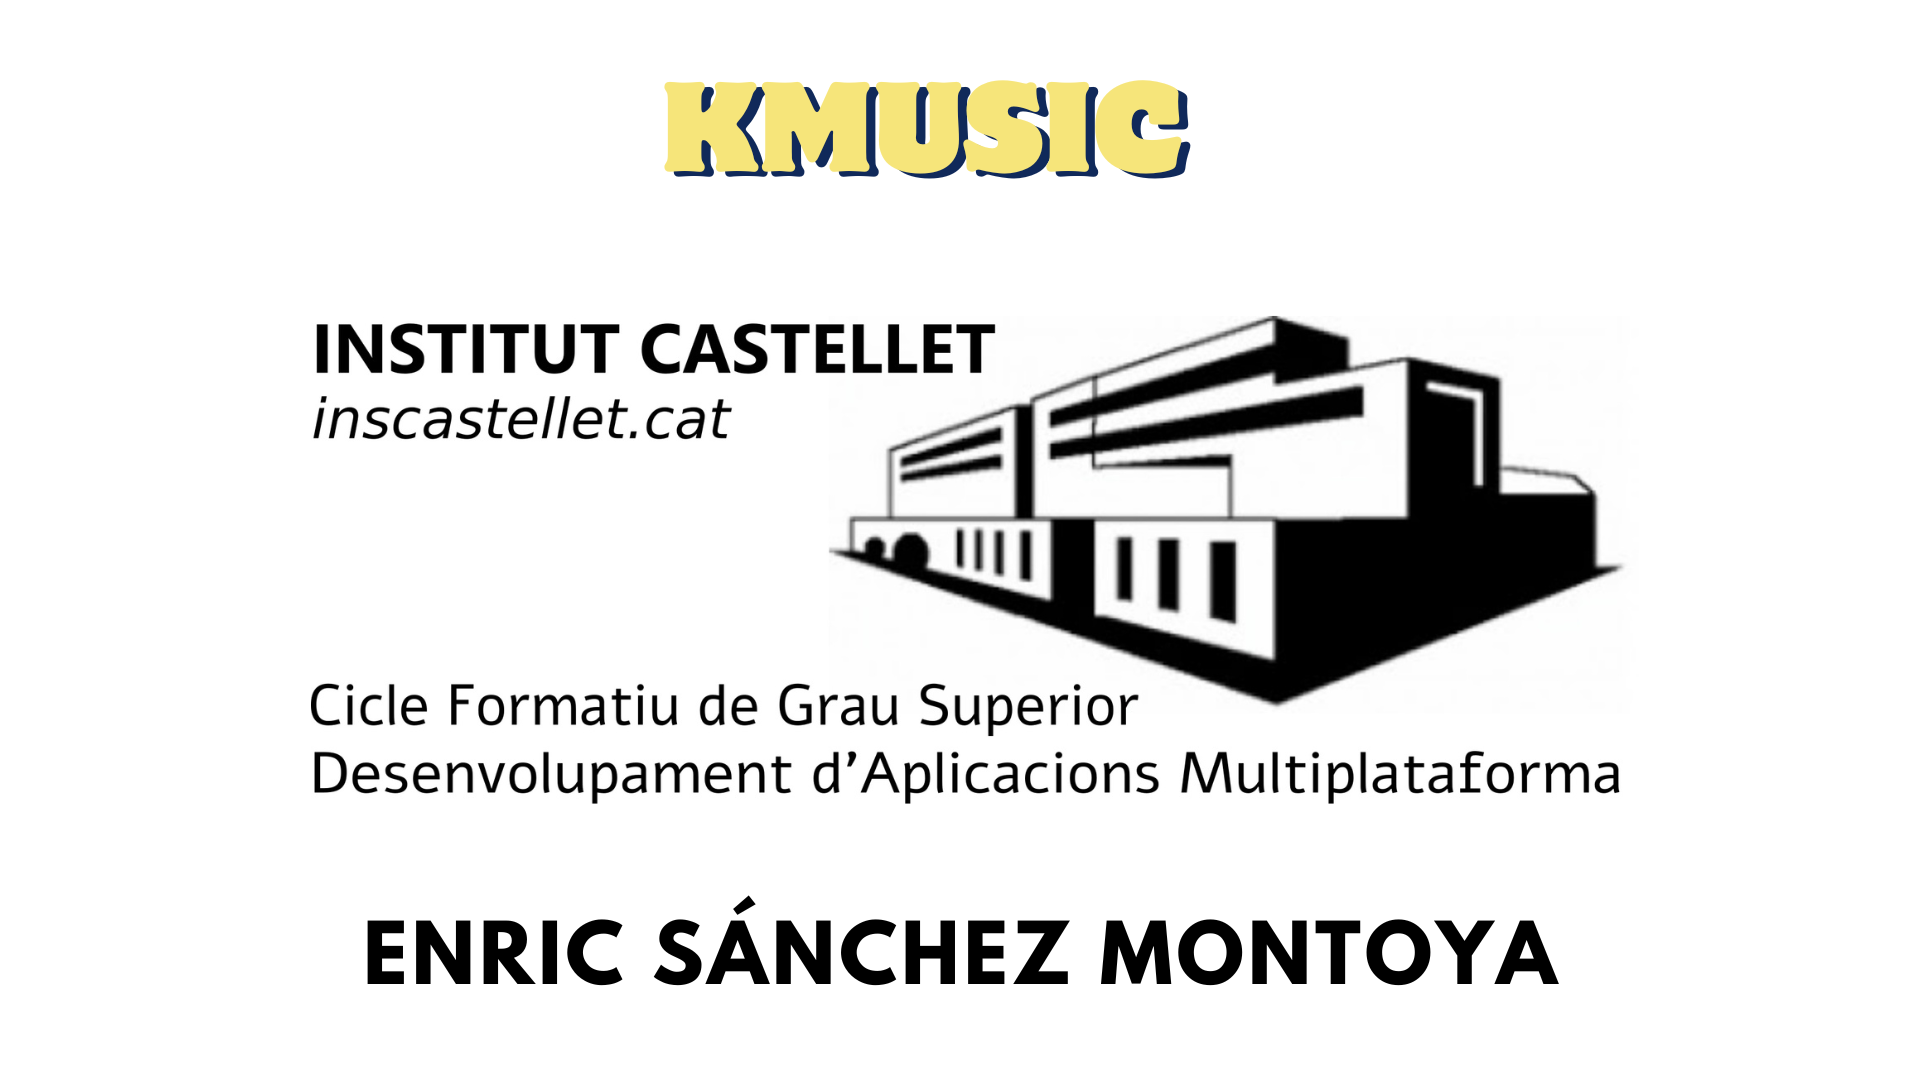 KMUSIC
INSTITUT CASTELLET
inscastellet.cat
Cicle Formatiu de Grau Superior
Desenvolupament d’Aplicacions Multiplataforma
ENRIC SÁNCHEZ MONTOYA